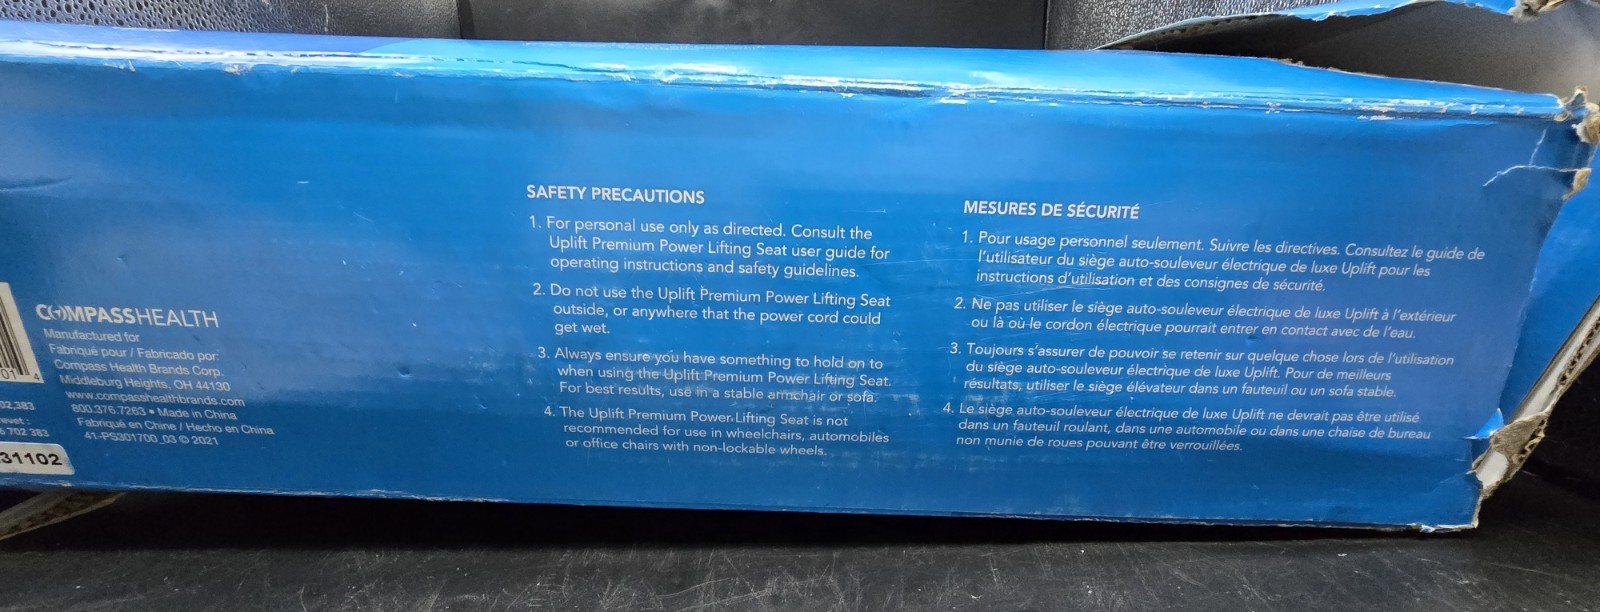 COMPASSHEALTH
Manufactured for
Fabriqué pour / Fabricado por:
Compass Health Brands Corp.
Middleburg Heights, OH 44130
www.compasshealthbrands.com
800.376.7263 • Made in China
Fabriqué en Chine / Hecho en China
41-PS301700_03 © 2021
01 4
02,383
evet :
702 383
31102
SAFETY PRECAUTIONS
1. For personal use only as directed. Consult the
Uplift Premium Power Lifting Seat user guide for
operating instructions and safety guidelines.
2. Do not use the Uplift Premium Power Lifting Seat
outside, or anywhere that the power cord could
get wet.
3. Always ensure you have something to hold on to
when using the Uplift Premium Power Lifting Seat.
For best results, use in a stable armchair or sofa.
4. The Uplift Premium Power Lifting Seat is not
recommended for use in wheelchairs, automobiles
or office chairs with non-lockable wheels.
MESURES DE SÉCURITÉ
1. Pour usage personnel seulement. Suivre les directives. Consultez le guide de
l'utilisateur du siège auto-souleveur électrique de luxe Uplift pour les
instructions d'utilisation et des consignes de sécurité.
2. Ne pas utiliser le siège auto-souleveur électrique de luxe Uplift à l'extérieur
ou là où le cordon électrique pourrait entrer en contact avec de l'eau.
3. Toujours s'assurer de pouvoir se retenir sur quelque chose lors de l'utilisation
du siège auto-souleveur électrique de luxe Uplift. Pour de meilleurs
résultats, utiliser le siège élévateur dans un fauteuil ou un sofa stable.
4. Le siège auto-souleveur électrique de luxe Uplift ne devrait pas être utilisé
dans un fauteuil roulant, dans une automobile ou dans une chaise de bureau
non munie de roues pouvant être verrouillées.